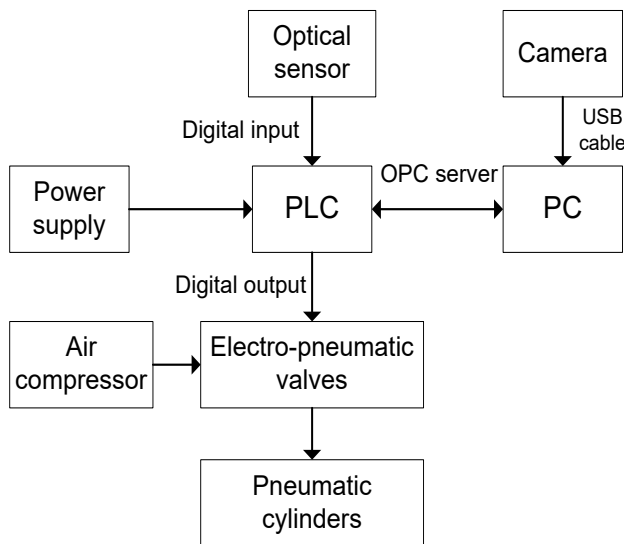 Optical
sensor
Camera
Digital input
USB
cable
Power
supply
PLC
OPC server
PC
Digital output
Air
compressor
Electro-pneumatic
valves
Pneumatic
cylinders